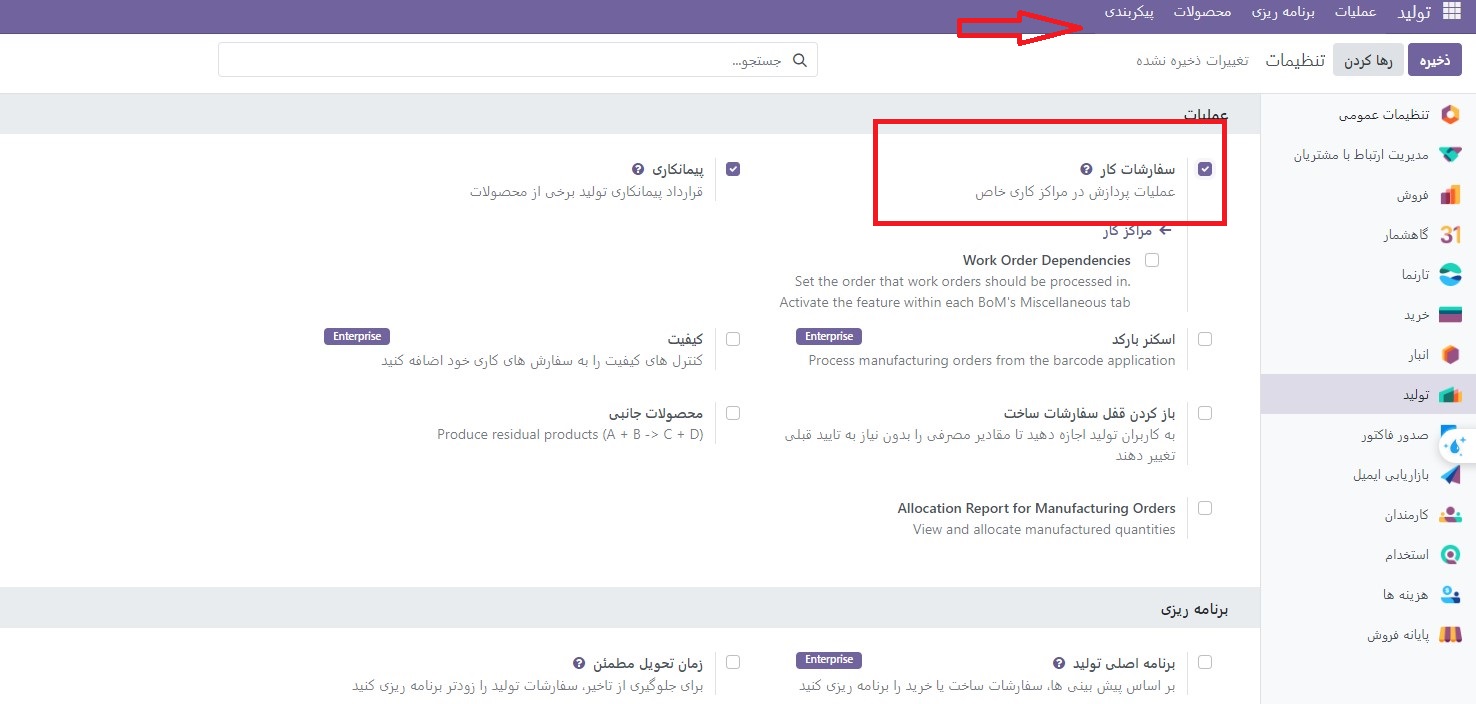 تولید
عملیات
برنامه ریزی
محصولات
پیکربندی
ذخیره
رها کردن
تنظیمات
تغییرات ذخیره نشده
جستجو...
تنظیمات عمومی
مدیریت ارتباط با مشتریان
فروش
31
گاهشمار
تارنما
خرید
انبار
تولید
صدور فاکتور
بازاریابی ایمیل
کارمندان
استخدام
هزینه ها
پایانه فروش
عملیات
سفارشات کار
عملیات پردازش در مراکز کاری خاص
مراکز کار
Work Order Dependencies
Set the order that work orders should be processed in.
Activate the feature within each BoM's Miscellaneous tab
پیمانکاری
قرارداد پیمانکاری تولید برخی از محصولات
اسکنر بارکد
Enterprise
Process manufacturing orders from the barcode application
کیفیت
Enterprise
کنترل های کیفیت را به سفارش های کاری خود اضافه کنید
باز کردن قفل سفارشات ساخت
به کاربران تولید اجازه دهید تا مقادیر مصرفی را بدون نیاز به تایید قبلی
تغییر دهند
محصولات جانبی
Produce residual products (A + B -> C + D)
Allocation Report for Manufacturing Orders
View and allocate manufactured quantities
برنامه ریزی
برنامه اصلی تولید
Enterprise
بر اساس پیش بینی ها، سفارشات ساخت یا خرید را برنامه ریزی کنید
زمان تحویل مطمئن
برای جلوگیری از تاخیر، سفارشات تولید را زودتر برنامه ریزی کنید